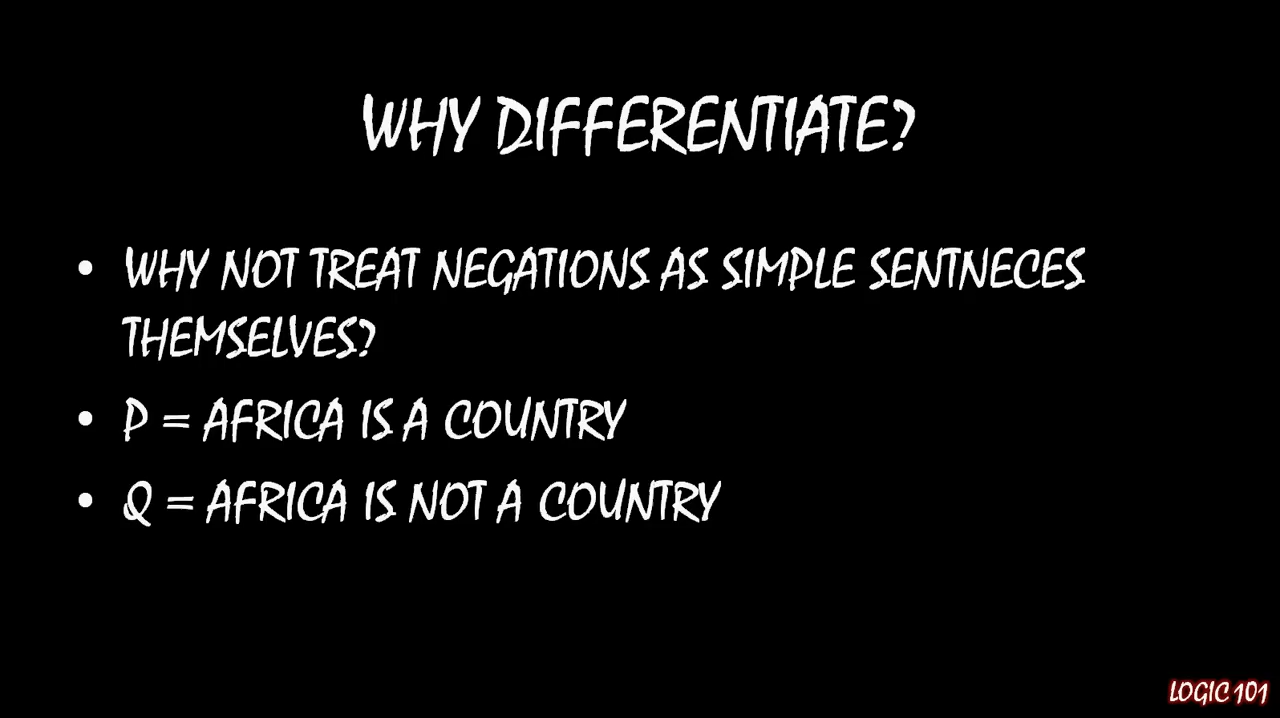 WHY DIFFERENTIATE?
• WHY NOT TREAT NEGATIONS AS SIMPLE SENTNECES
THEMSELVES?
• P = AFRICA IS A COUNTRY
• Q = AFRICA IS NOT A COUNTRY
LOGIC 101